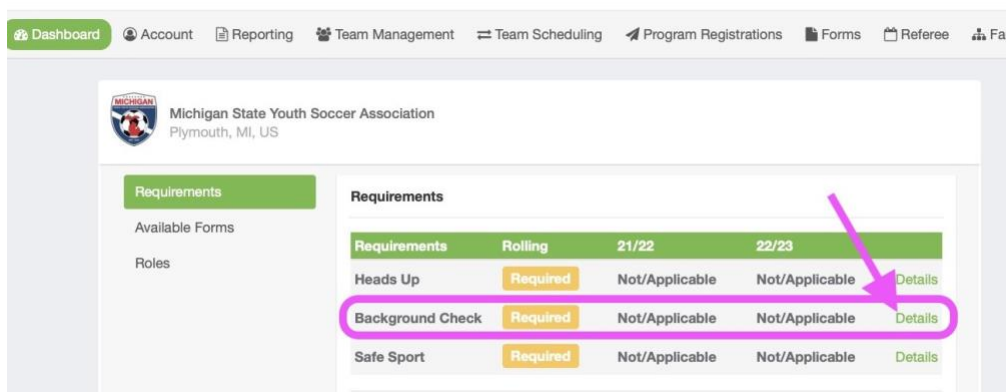 Dashboard Account Reporting Team Management Team Scheduling Program Registrations Forms Referee Fa
MICHIGAN
Michigan State Youth Soccer Association
Plymouth, MI, US
Requirements
Available Forms
Roles
Requirements
Requirements Rolling 21/22 22/23
Heads Up Required Not/Applicable Not/Applicable Details
Background Check Required Not/Applicable Not/Applicable Details
Safe Sport Required Not/Applicable Not/Applicable Details